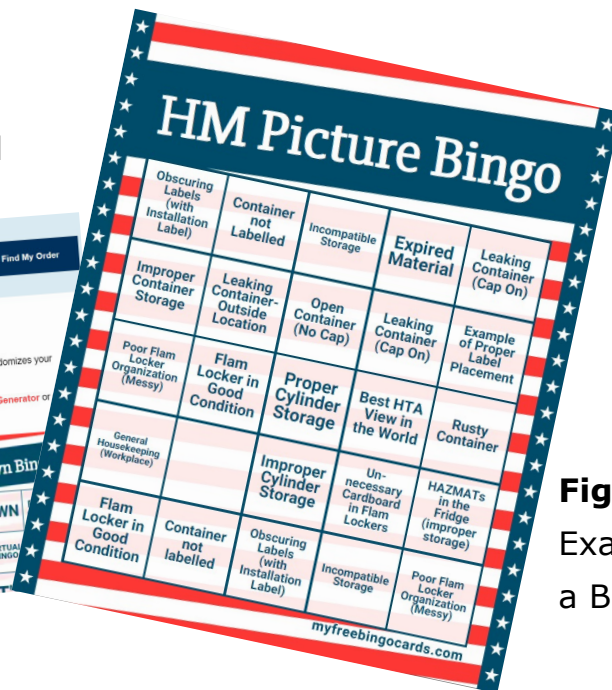 HM Picture Bingo
Obscuring
Labels
(with
Installation
Label)
Container
not
Labelled
Incompatible
Storage
Expired
Material
Leaking
Container
(Cap On)
Improper
Container
Storage
Leaking
Container-
Outside
Location
Open
Container
(No Cap)
Leaking
Container
(Cap On)
Example
of Proper
Label
Placement
Poor Flam
Locker
Organization
(Messy)
Flam
Locker in
Good
Condition
Proper
Cylinder
Storage
Best HTA
View in
the World
Rusty
Container
General
Housekeeping
(Workplace)
Improper
Cylinder
Storage
Un-
necessary
Cardboard
in Flam
Lockers
HAZMATs
in the
Fridge
(improper
storage)
Flam
Locker in
Good
Condition
Container
not
labelled
Obscuring
Labels
(with
Installation
Label)
Incompatible
Storage
Poor Flam
Locker
Organization
(Messy)
myfreebingocards.com
Find My Order
domizes your
Generator or
Fig
Exa
a B